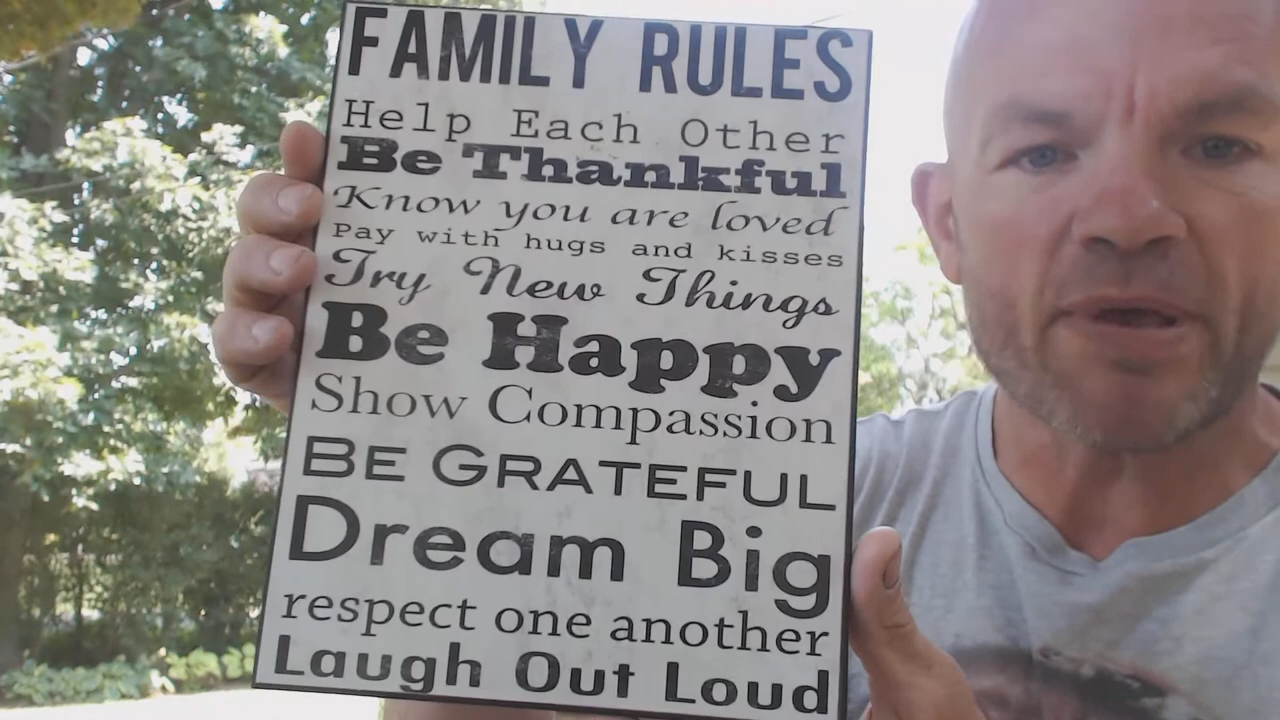 FAMILY RULES
Help Each Other
Be Thankful
Know you are loved
Pay with hugs and kisses
Try New Things
Be Happy
Show Compassion
BE GRATEFUL
Dream Big
respect one another
Laugh Out Loud